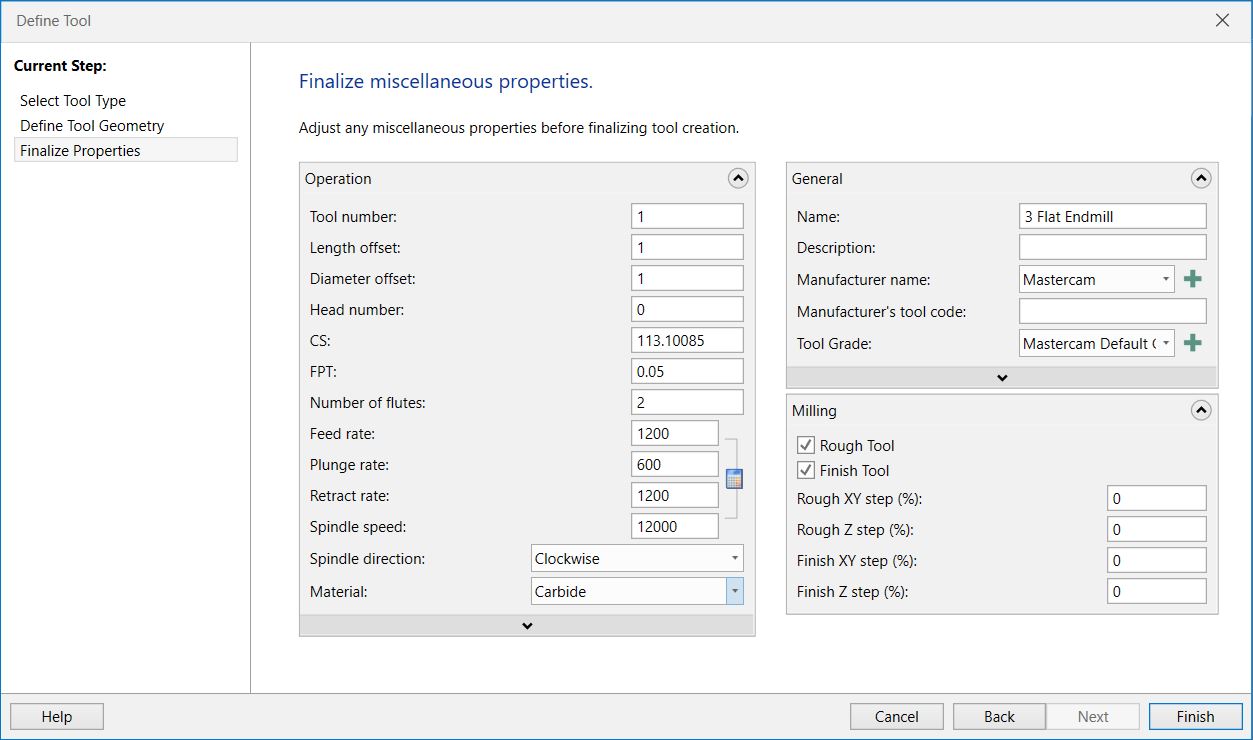 Define Tool
Current Step:
Select Tool Type
Define Tool Geometry
Finalize Properties
Finalize miscellaneous properties.
Adjust any miscellaneous properties before finalizing tool creation.
Operation
Tool number: 1
Length offset: 1
Diameter offset: 1
Head number: 0
CS: 113.10085
FPT: 0.05
Number of flutes: 2
Feed rate: 1200
Plunge rate: 600
Retract rate: 1200
Spindle speed: 12000
Spindle direction: Clockwise
Material: Carbide
General
Name: 3 Flat Endmill
Description:
Manufacturer name: Mastercam
Manufacturer's tool code:
Tool Grade: Mastercam Default
Milling
Rough Tool
Finish Tool
Rough XY step (%): 0
Rough Z step (%): 0
Finish XY step (%): 0
Finish Z step (%): 0
Help
Cancel
Back
Next
Finish